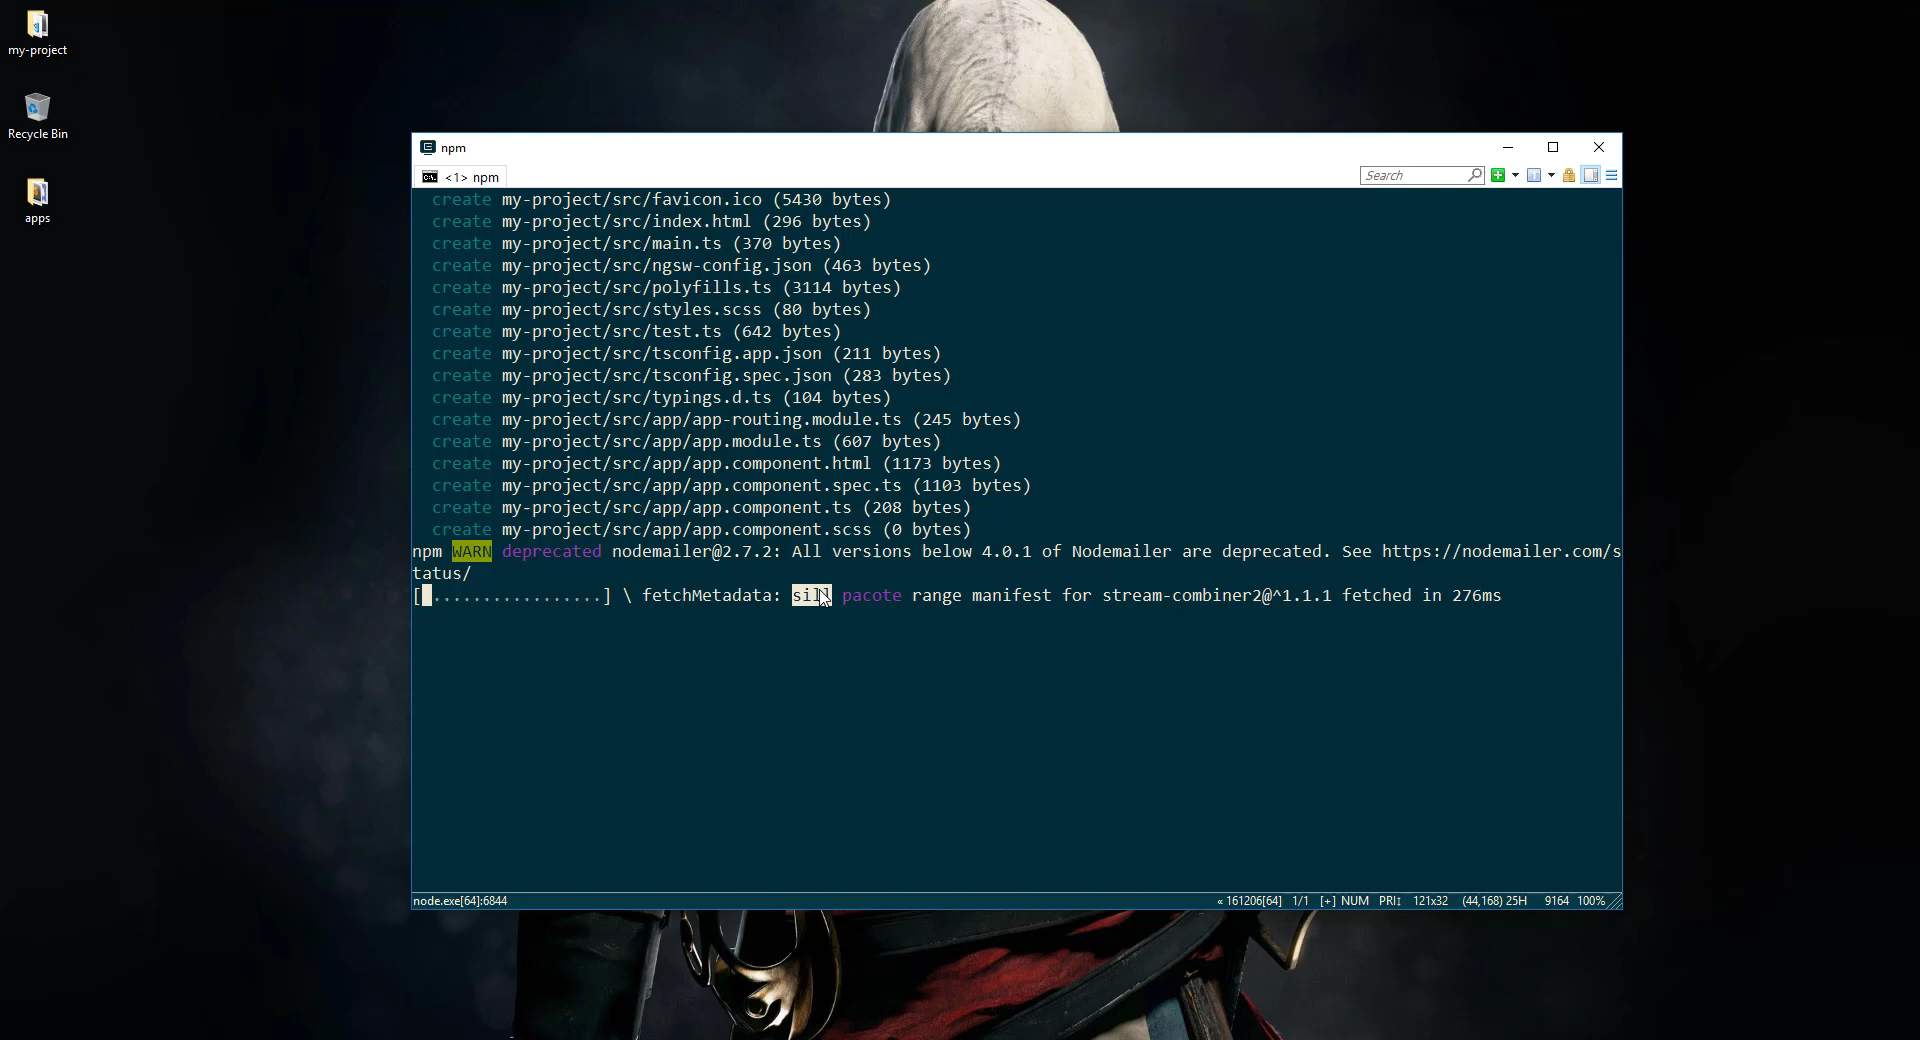 my-project
Recycle Bin
apps
npm
<1> npm
Search
create my-project/src/favicon.ico (5430 bytes)
create my-project/src/index.html (296 bytes)
create my-project/src/main.ts (370 bytes)
create my-project/src/ngsw-config.json (463 bytes)
create my-project/src/polyfills.ts (3114 bytes)
create my-project/src/styles.scss (80 bytes)
create my-project/src/test.ts (642 bytes)
create my-project/src/tsconfig.app.json (211 bytes)
create my-project/src/tsconfig.spec.json (283 bytes)
create my-project/src/typings.d.ts (104 bytes)
create my-project/src/app/app-routing.module.ts (245 bytes)
create my-project/src/app/app.module.ts (607 bytes)
create my-project/src/app/app.component.html (1173 bytes)
create my-project/src/app/app.component.spec.ts (1103 bytes)
create my-project/src/app/app.component.ts (208 bytes)
create my-project/src/app/app.component.scss (0 bytes)
npm WARN deprecated nodemailer@2.7.2: All versions below 4.0.1 of Nodemailer are deprecated. See https://nodemailer.com/s
tatus/
[ .................] \ fetchMetadata: sill pacote range manifest for stream-combiner2@^1.1.1 fetched in 276ms
node.exe[64]:6844 « 161206[64] 1/1 [+] NUM PRI↕ 121x32 (44,168) 25H 9164 100%